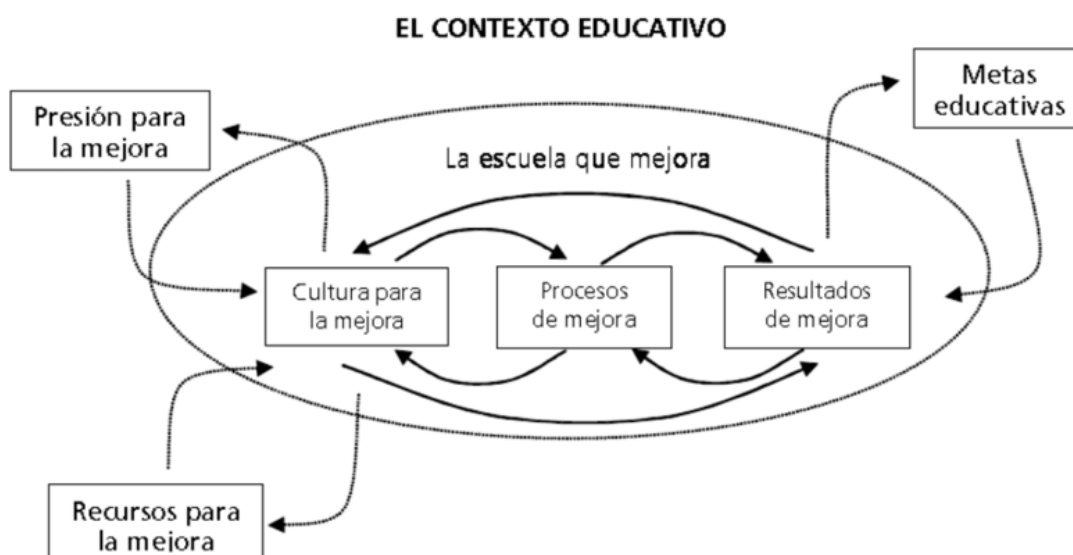 EL CONTEXTO EDUCATIVO
Metas
educativas
Presión para
la mejora
La escuela que mejora
Cultura para
la mejora
Procesos
de mejora
Resultados
de mejora
Recursos para
la mejora